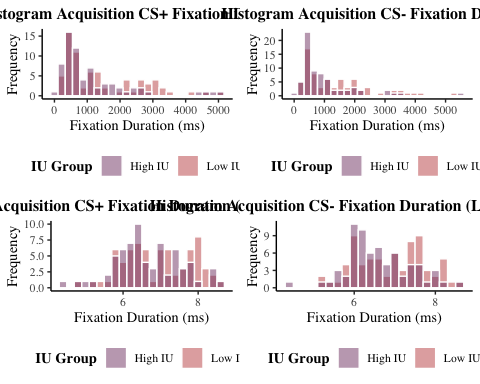 stogram Acquisition CS+ Fixation
stogram Acquisition CS- Fixation D
Frequency
15
10
5
0
0 1000 2000 3000 4000 5000
Fixation Duration (ms)
IU Group High IU Low IU
Frequency
20
15
10
5
0
0 1000 2000 3000 4000 5000
Fixation Duration (ms)
IU Group High IU Low IU
Acquisition CS+ Fixation Duration (
Acquisition CS- Fixation Duration (L
Frequency
10.0
7.5
5.0
2.5
0.0
6 8
Fixation Duration (ms)
IU Group High IU Low I
Frequency
9
6
3
0
6 8
Fixation Duration (ms)
IU Group High IU Low IU